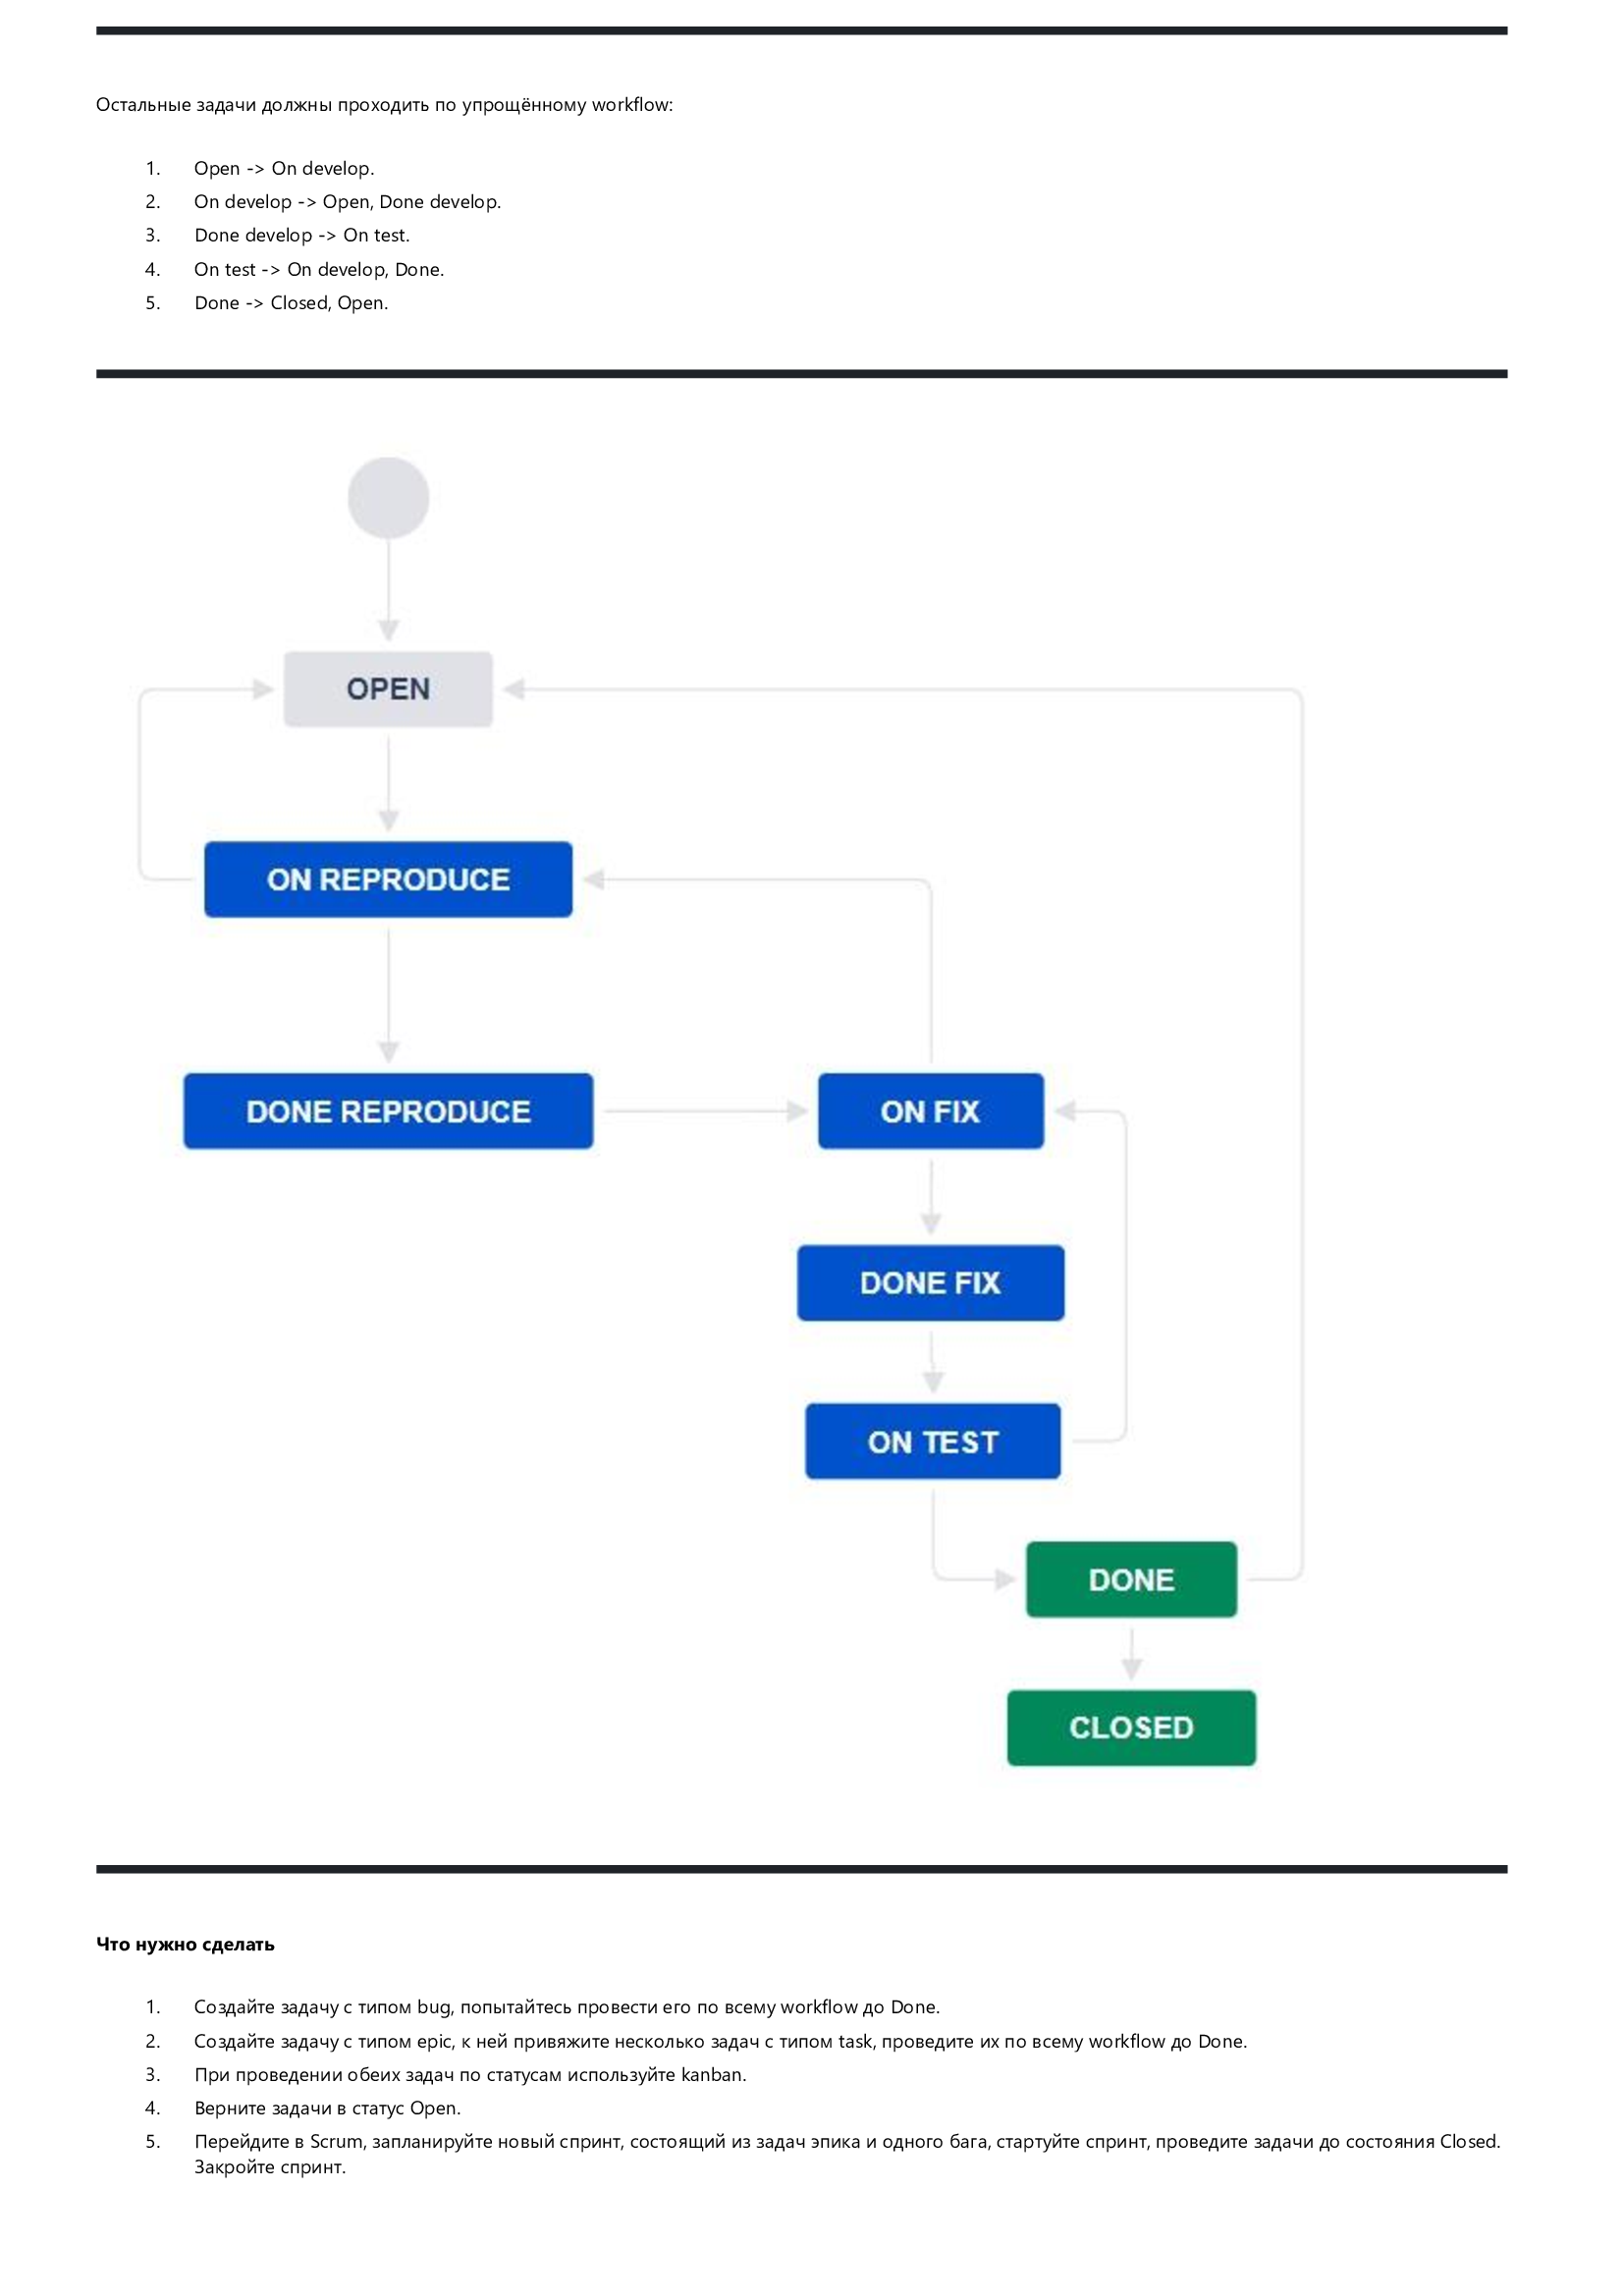 Остальные задачи должны проходить по упрощённому workflow:
1. Open -> On develop.
2. On develop -> Open, Done develop.
3. Done develop -> On test.
4. On test -> On develop, Done.
5. Done -> Closed, Open.
OPEN
ON REPRODUCE
DONE REPRODUCE
ON FIX
DONE FIX
ON TEST
DONE
CLOSED
Что нужно сделать
1. Создайте задачу с типом bug, попытайтесь провести его по всему workflow до Done.
2. Создайте задачу с типом epic, к ней привяжите несколько задач с типом task, проведите их по всему workflow до Done.
3. При проведении обеих задач по статусам используйте kanban.
4. Верните задачи в статус Open.
5. Перейдите в Scrum, запланируйте новый спринт, состоящий из задач эпика и одного бага, стартуйте спринт, проведите задачи до состояния Closed.
Закройте спринт.